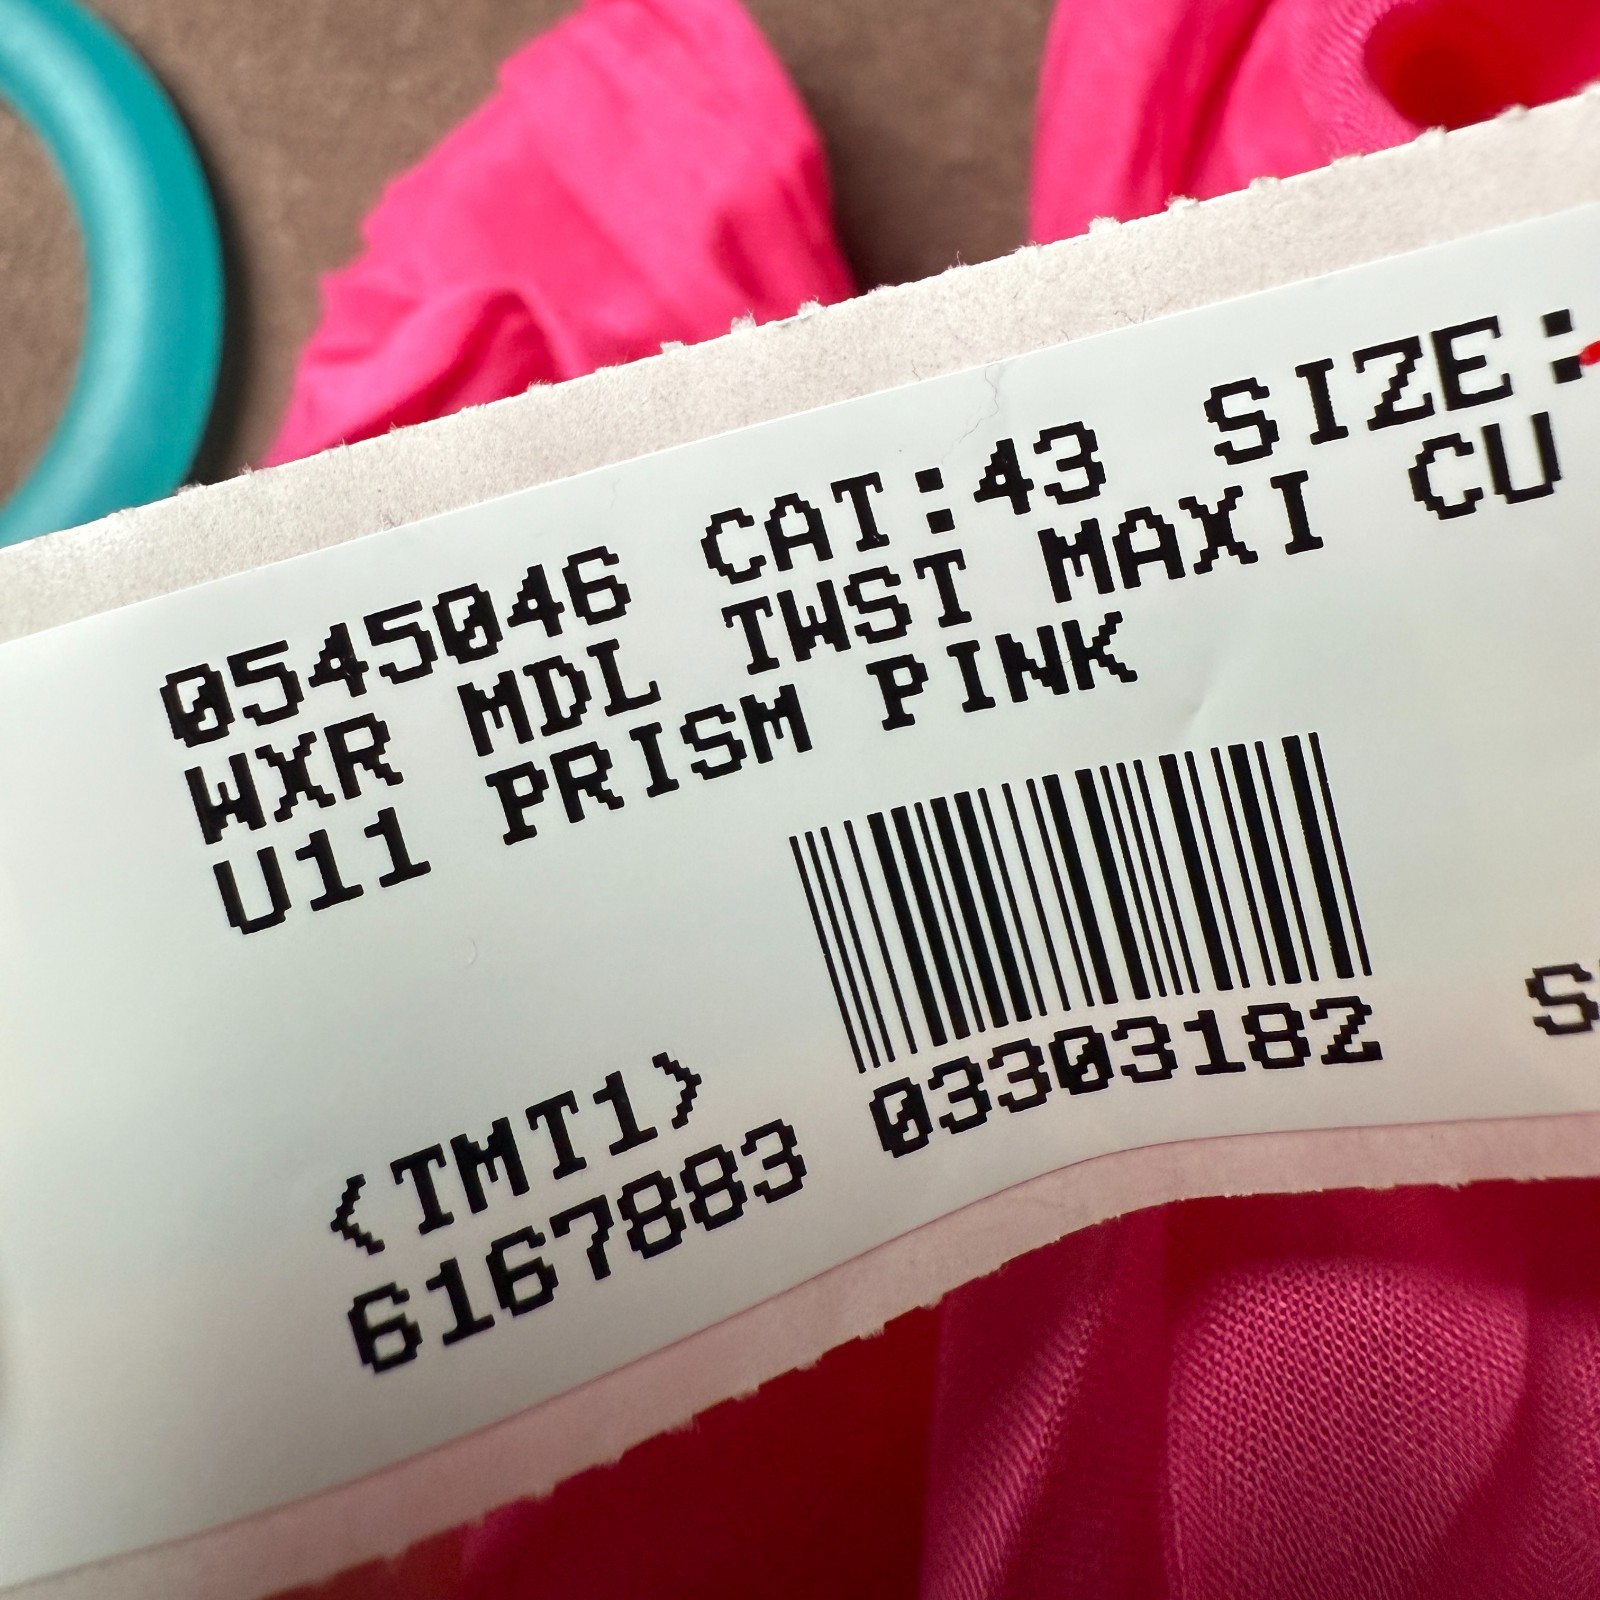 0545046 CAT:43 SIZE:
WXR MDL TWST MAXI CU
U11 PRISM PINK
<TMT1>
6167883 03303182